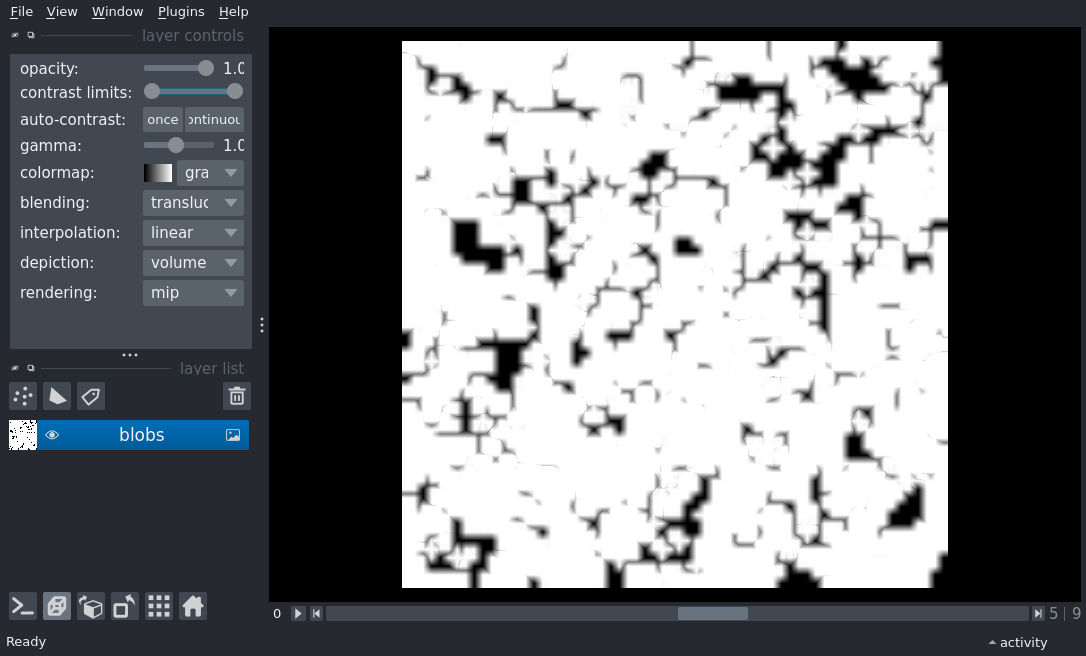 File View Window Plugins Help
layer controls
opacity: 1.0
contrast limits:
auto-contrast: once ontinuou
gamma: 1.0
colormap: gra
blending: transluc
interpolation: linear
depiction: volume
rendering: mip
layer list
blobs
0 5 | 9
Ready activity